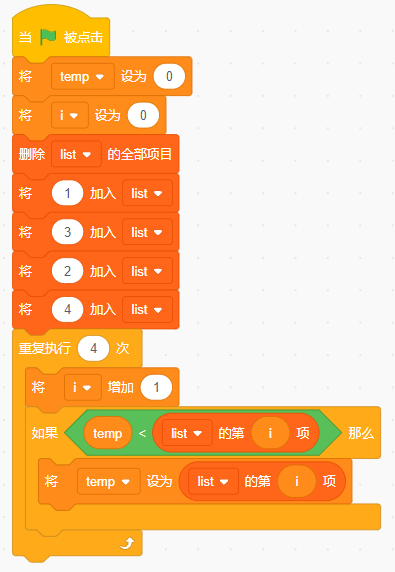 当 被点击
将 temp 设为 0
将 i 设为 0
删除 list 的全部项目
将 1 加入 list
将 3 加入 list
将 2 加入 list
将 4 加入 list
重复执行 4 次
将 i 增加 1
如果 temp < list 的第 i 项 那么
将 temp 设为 list 的第 i 项